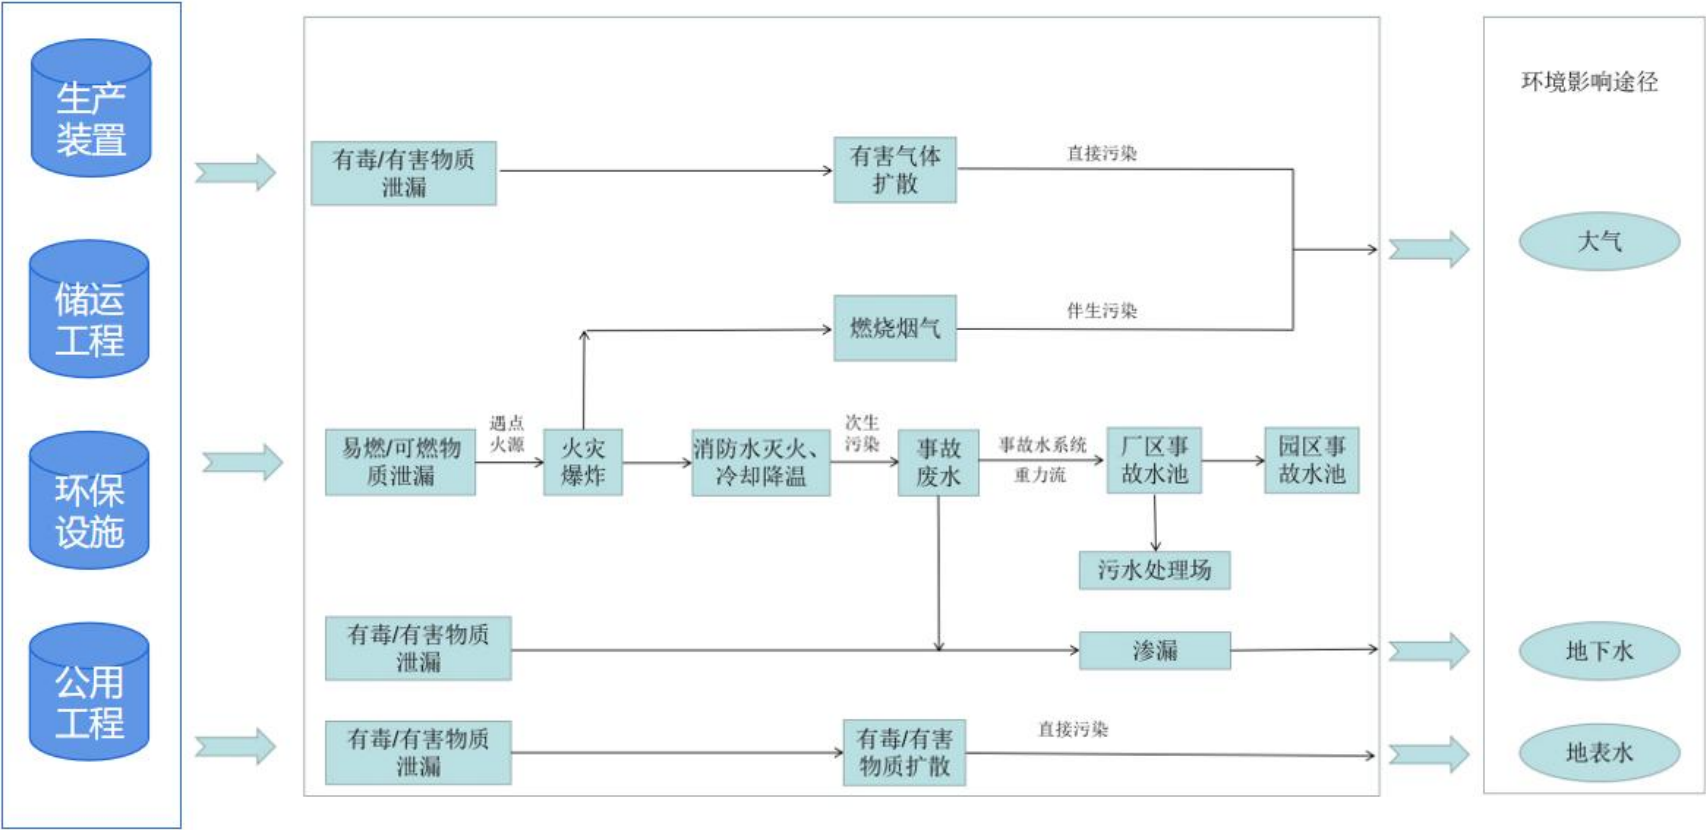 生产
装置
储运
工程
环保
设施
公用
工程
有毒/有害物质
泄漏
有害气体
扩散
直接污染
燃烧烟气
伴生污染
易燃/可燃物
质泄漏
遇点
火源
火灾
爆炸
消防水灭火、
冷却降温
次生
污染
事故
废水
事故水系统
重力流
厂区事
故水池
园区事
故水池
污水处理场
有毒/有害物质
泄漏
渗漏
有毒/有害物质
泄漏
有毒/有害
物质扩散
直接污染
环境影响途径
大气
地下水
地表水